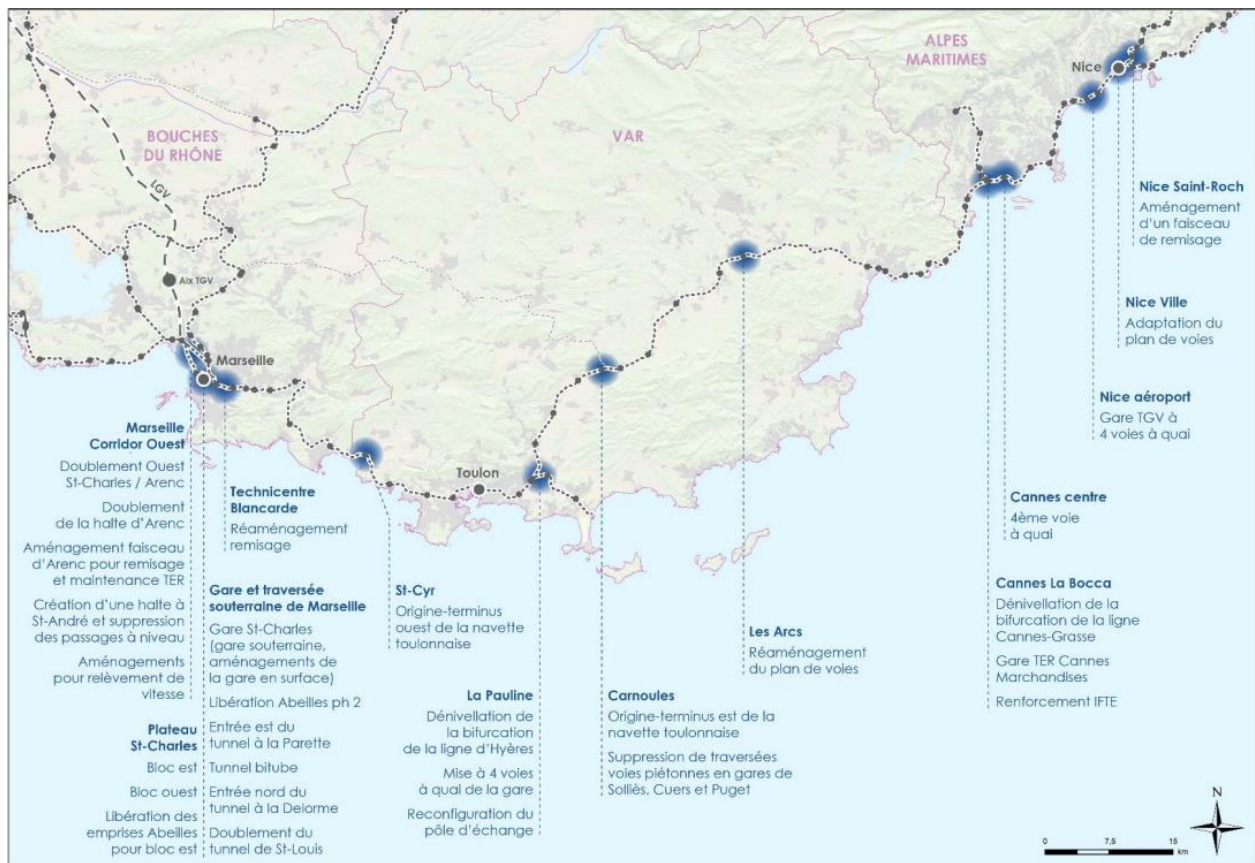 ALPES
MARITIMES
Nice
BOUCHES
DU RHÔNE
VAR
LGV
Aix TGV
Marseille
Toulon
Nice Saint-Roch
Aménagement
d'un faisceau
de remisage
Nice Ville
Adaptation du
plan de voies
Nice aéroport
Gare TGV à
4 voies à quai
Cannes centre
4ème voie
à quai
Cannes La Bocca
Dénivellation de la
bifurcation de la ligne
Cannes-Grasse
Gare TER Cannes
Marchandises
Renforcement IFTE
Marseille
Corridor Ouest
Doublement Ouest
St-Charles / Arenc
Doublement
de la halte d'Arenc
Aménagement faisceau
d'Arenc pour remisage
et maintenance TER
Création d'une halte à
St-André et suppression
des passages à niveau
Aménagements
pour relèvement de
vitesse
Plateau
St-Charles
Bloc est
Bloc ouest
Libération des
emprises Abeilles
pour bloc est
Technicentre
Blancarde
Réaménagement
remisage
Gare et traversée
souterraine de Marseille
Gare St-Charles
(gare souterraine,
aménagements de
la gare en surface)
Libération Abeilles ph 2
Entrée est du
tunnel à la Parette
Tunnel bitube
Entrée nord du
tunnel à la Delorme
Doublement du
tunnel de St-Louis
St-Cyr
Origine-terminus
ouest de la navette
toulonnaise
La Pauline
Dénivellation de
la bifurcation
de la ligne d'Hyères
Mise à 4 voies
à quai de la gare
Reconfiguration du
pôle d'échange
Carnoules
Origine-terminus est de la
navette toulonnaise
Suppression de traversées
voies piétonnes en gares de
Solliès, Cuers et Puget
Les Arcs
Réaménagement
du plan de voies
N
0 7,5 15
km